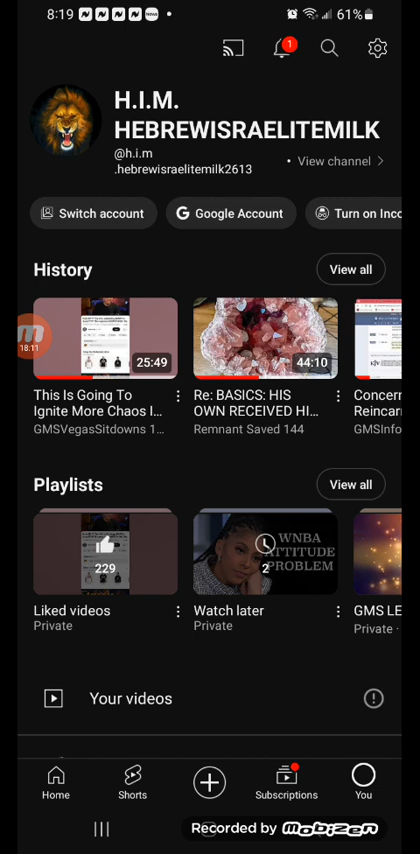 8:19
61%
1
H.I.M.
HEBREWISRAELITEMILK
@h.i.m
.hebrewisraelitemilk2613
• View channel >
Switch account
G Google Account
Turn on Inco
History
View all
18:11
25:49
44:10
This Is Going To
Ignite More Chaos I...
GMSVegasSitdowns 1...
Re: BASICS: HIS
OWN RECEIVED HI...
Remnant Saved 144
Concern
Reincar
GMSInfo
Playlists
View all
229
WNBA
ATTITUDE
PROBLEM
2
Liked videos
Private
Watch later
Private
GMS LE
Private ·
Your videos
Home
Shorts
Subscriptions
You
Recorded by mobizen